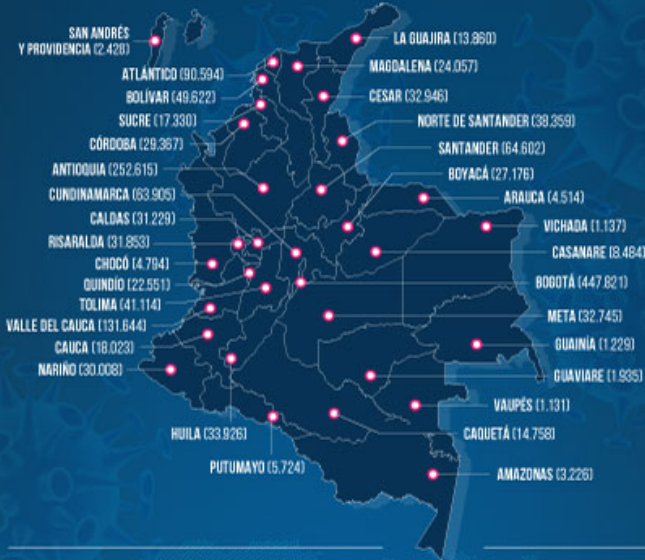 SAN ANDRÉS
Y PROVIDENCIA (2.428)
ATLÁNTICO (90.594)
BOLÍVAR (49.622)
SUCRE (17.330)
CÓRDOBA (29.367)
ANTIOQUIA (252.615)
CUNDINAMARCA (63.905)
CALDAS (31.229)
RISARALDA (31.853)
CHOCÓ (4.794)
QUINDÍO (22.551)
TOLIMA (41.114)
VALLE DEL CAUCA (131.644)
CAUCA (18.023)
NARIÑO (30.008)
HUILA (33.926)
PUTUMAYO (5.724)
LA GUAJIRA (13.860)
MAGDALENA (24.057)
CESAR (32.946)
NORTE DE SANTANDER (38.359)
SANTANDER (64.602)
BOYACÁ (27.176)
ARAUCA (4.514)
VICHADA (1.137)
CASANARE (8.484)
BOGOTÁ (447.821)
META (32.745)
GUAINÍA (1.229)
GUAVIARE (1.935)
VAUPÉS (1.131)
CAQUETÁ (14.758)
AMAZONAS (3.226)